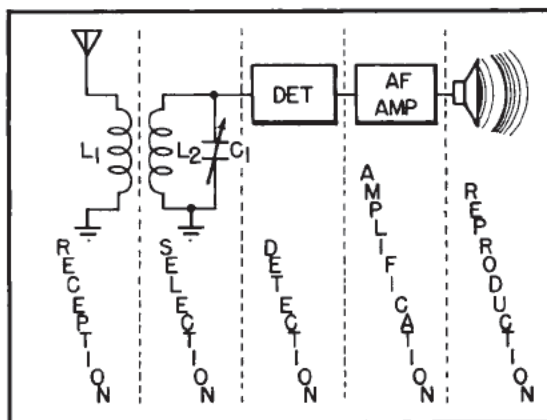 L1
L2
C1
DET
AF
AMP
RECEPTION
SELECTION
DETECTION
AMPLIFICATION
REPRODUCTION